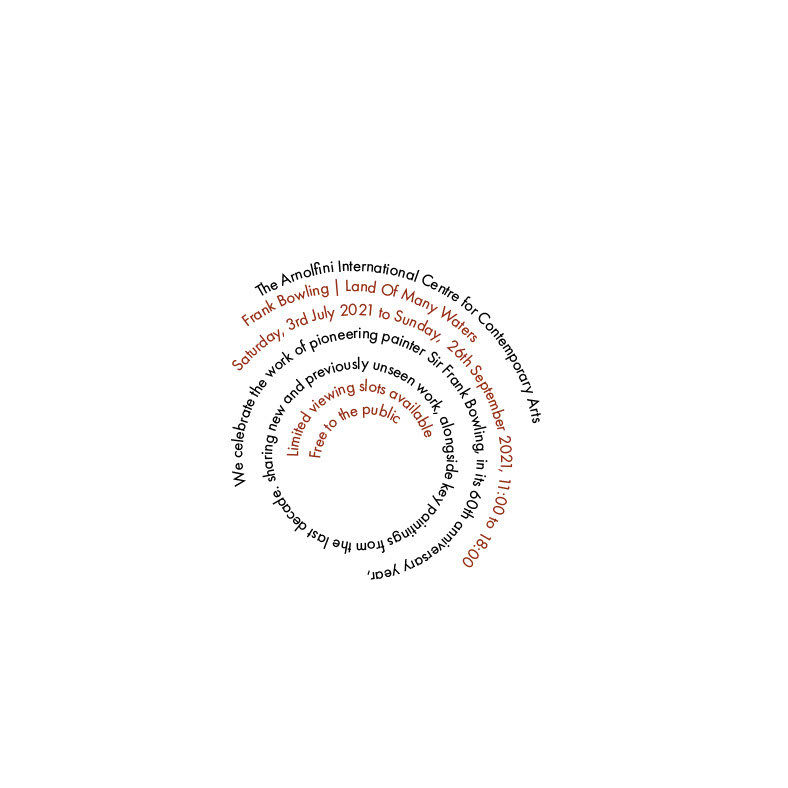 The Arnolfini International Centre for Contemporary Arts
Frank Bowling | Land Of Many Waters
Saturday, 3rd July 2021 to Sunday, 26th September 2021, 11:00 to 18:00
We celebrate the work of pioneering painter Sir Frank Bowling, in its 60th anniversary year,
sharing new and previously unseen work, alongside key paintings from the last decade.
Limited viewing slots available
Free to the public